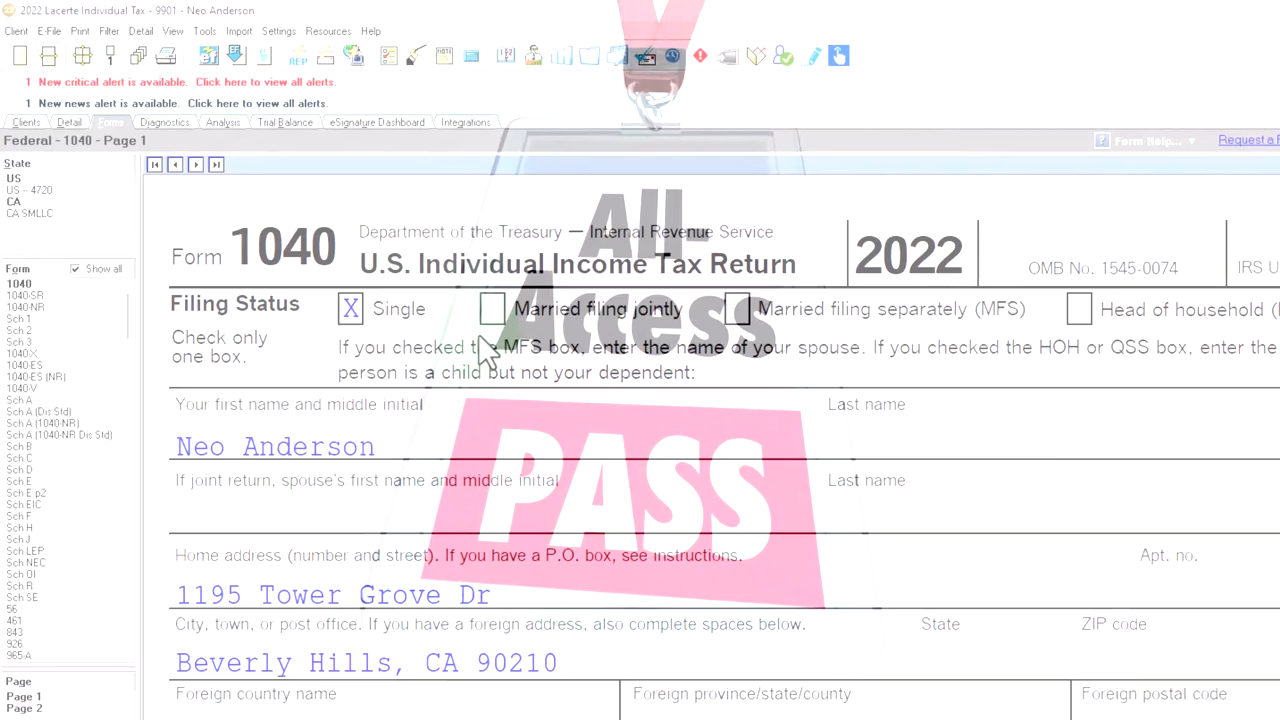 2022 Lacerte Individual Tax - 9901 - Neo Anderson
Client E-File Print Filter Detail View Tools Import Settings Resources Help
REP
1 New critical alert is available. Click here to view all alerts.
1 New news alert is available. Click here to view all alerts.
Clients Detail Forms Diagnostics Analysis Trial Balance eSignature Dashboard Integrations
Federal - 1040 - Page 1
? Form Help...
Request a
State
US
US -- 4720
CA
CA SMLLC
Form Show all
1040
1040-SR
1040-NR
Sch 1
Sch 2
Sch 3
1040-X
1040-ES
1040-ES (NR)
1040-V
Sch A
Sch A (Dis Std)
Sch A (1040-NR)
Sch A (1040-NR Dis Std)
Sch B
Sch C
Sch D
Sch E
Sch E p2
Sch EIC
Sch F
Sch H
Sch J
Sch LEP
Sch NEC
Sch OI
Sch R
Sch SE
56
461
843
926
965-A
Page
Page 1
Page 2
Form 1040
Department of the Treasury — Internal Revenue Service
U.S. Individual Income Tax Return
2022
OMB No. 1545-0074
IRS U
Filing Status
Check only
one box.
X Single Married filing jointly Married filing separately (MFS) Head of household (
If you checked the MFS box, enter the name of your spouse. If you checked the HOH or QSS box, enter the
person is a child but not your dependent:
Your first name and middle initial Last name
Neo Anderson
If joint return, spouse's first name and middle initial Last name
Home address (number and street). If you have a P.O. box, see instructions. Apt. no.
1195 Tower Grove Dr
City, town, or post office. If you have a foreign address, also complete spaces below. State ZIP code
Beverly Hills, CA 90210
Foreign country name Foreign province/state/county Foreign postal code
All-
Access
PASS